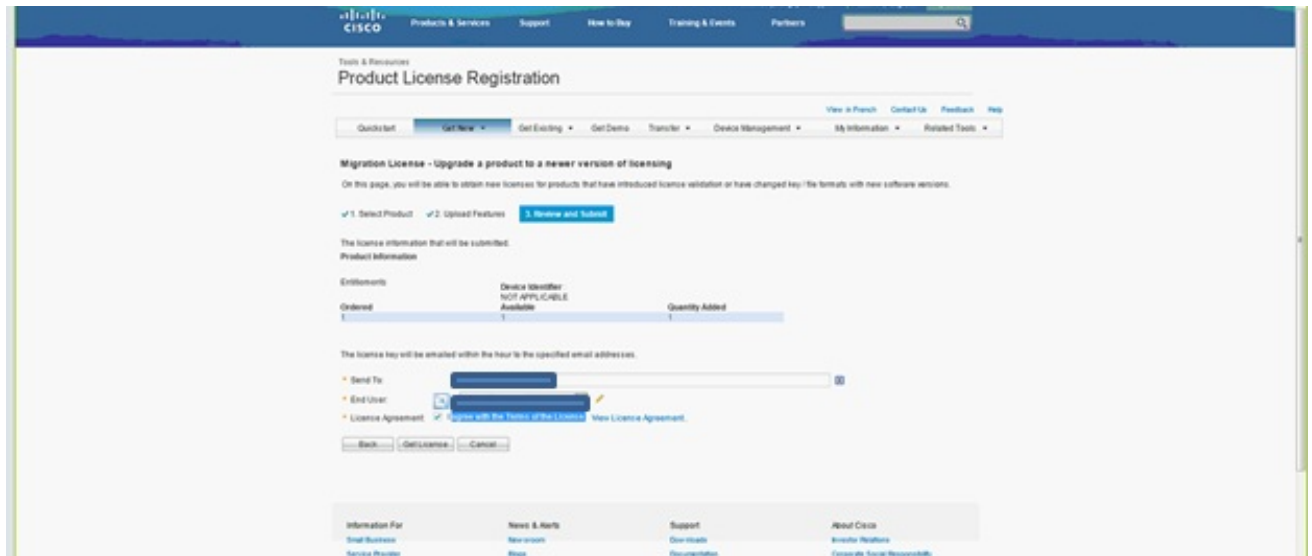 CISCO
Products & Services Support How to Buy Training & Events Partners
Tools & Resources
Product License Registration
View in French Contact Us Feedback Help
Quickstart Get New Get Existing Get Demo Transfer Device Management My Information Related Tools
Migration License - Upgrade a product to a newer version of licensing
On this page, you will be able to obtain new licenses for products that have introduced license validation or have changed key / file formats with new software versions.
1. Select Product 2. Upload Features 3. Review and Submit
The license information that will be submitted.
Product Information
Entitlements Device Identifier
NOT APPLICABLE
Ordered Available Quantity Added
1 1 1
The license key will be emailed within the hour to the specified email addresses.
* Send To:
* End User:
* License Agreement: I agree with the Terms of the License View License Agreement.
Back Get License Cancel
Information For News & Alerts Support About Cisco
Small Business Newsroom Downloads Investor Relations
Service Provider Blogs Documentation Corporate Social Responsibility